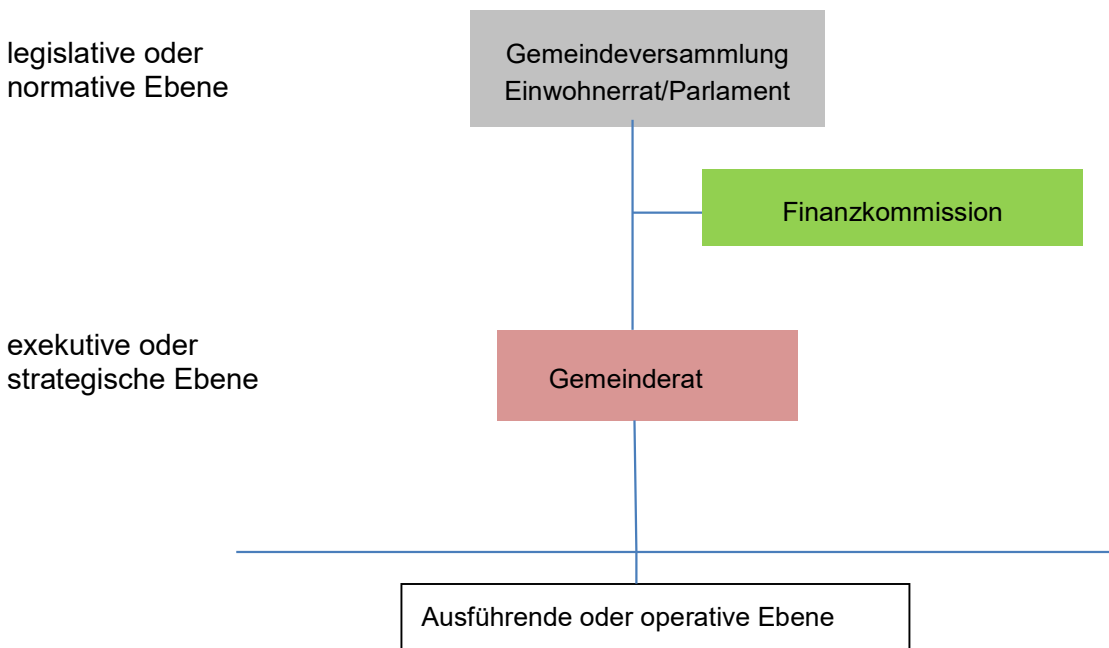 legislative oder
normative Ebene
Gemeindeversammlung
Einwohnerrat/Parlament
Finanzkommission
exekutive oder
strategische Ebene
Gemeinderat
Ausführende oder operative Ebene